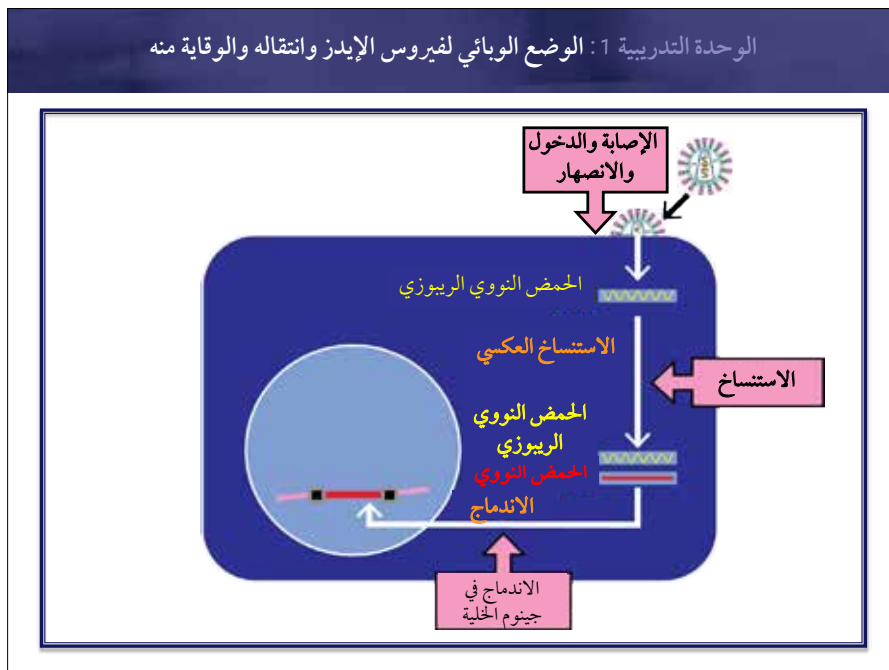 الوحدة التدريبية 1: الوضع الوبائي لفيروس الإيدز وانتقاله والوقاية منه
الإصابة والدخول
والانصهار
الحمض النووي الريبوزي
الاستنساخ العكسي
الاستنساخ
الحمض النووي
الريبوزي
الحمض النووي
الاندماج
الاندماج في
جينوم الخلية